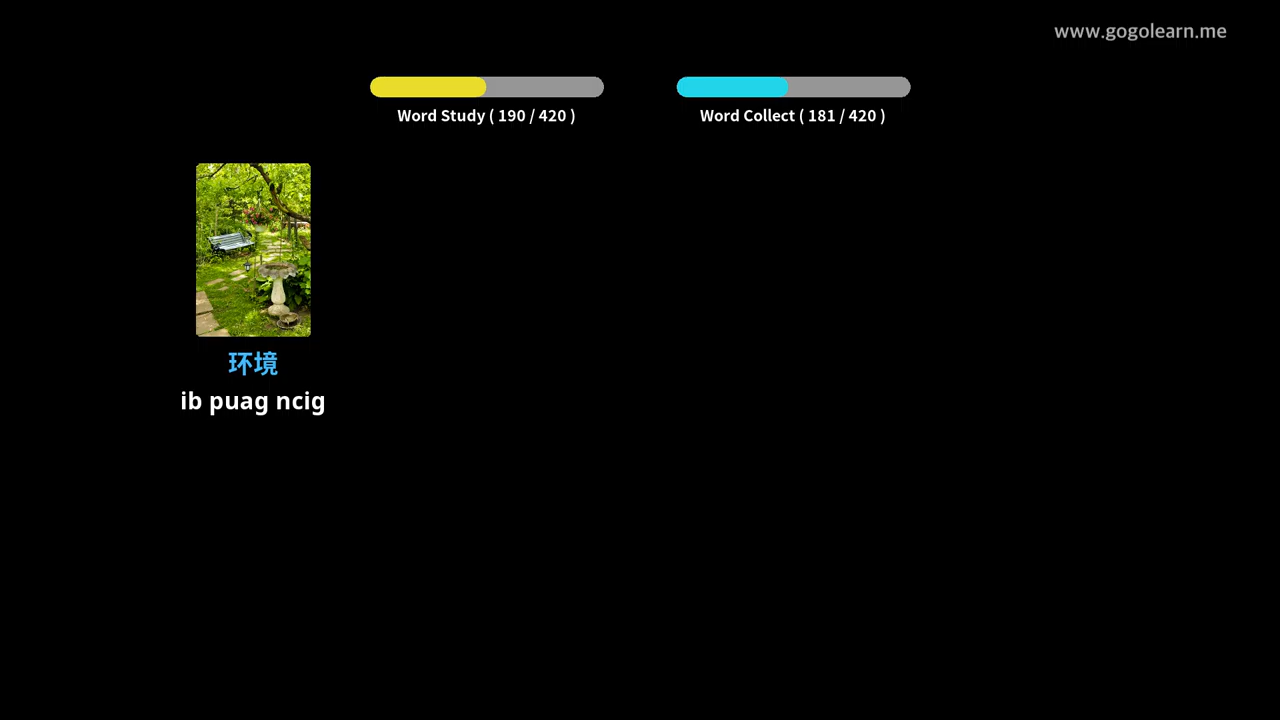 www.gogolearn.me
Word Study ( 190 / 420 )
Word Collect ( 181 / 420 )
环境
ib puag ncig